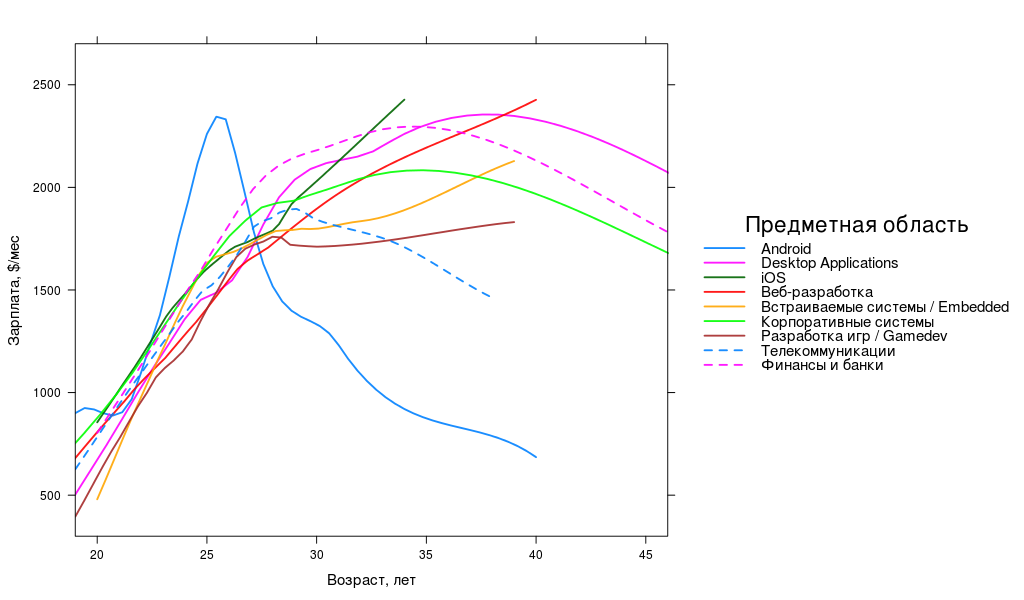 2500
2000
1500
1000
500
Зарплата, $/мес
20 25 30 35 40 45
Возраст, лет
Предметная область
Android
Desktop Applications
iOS
Веб-разработка
Встраиваемые системы / Embedded
Корпоративные системы
Разработка игр / Gamedev
Телекоммуникации
Финансы и банки